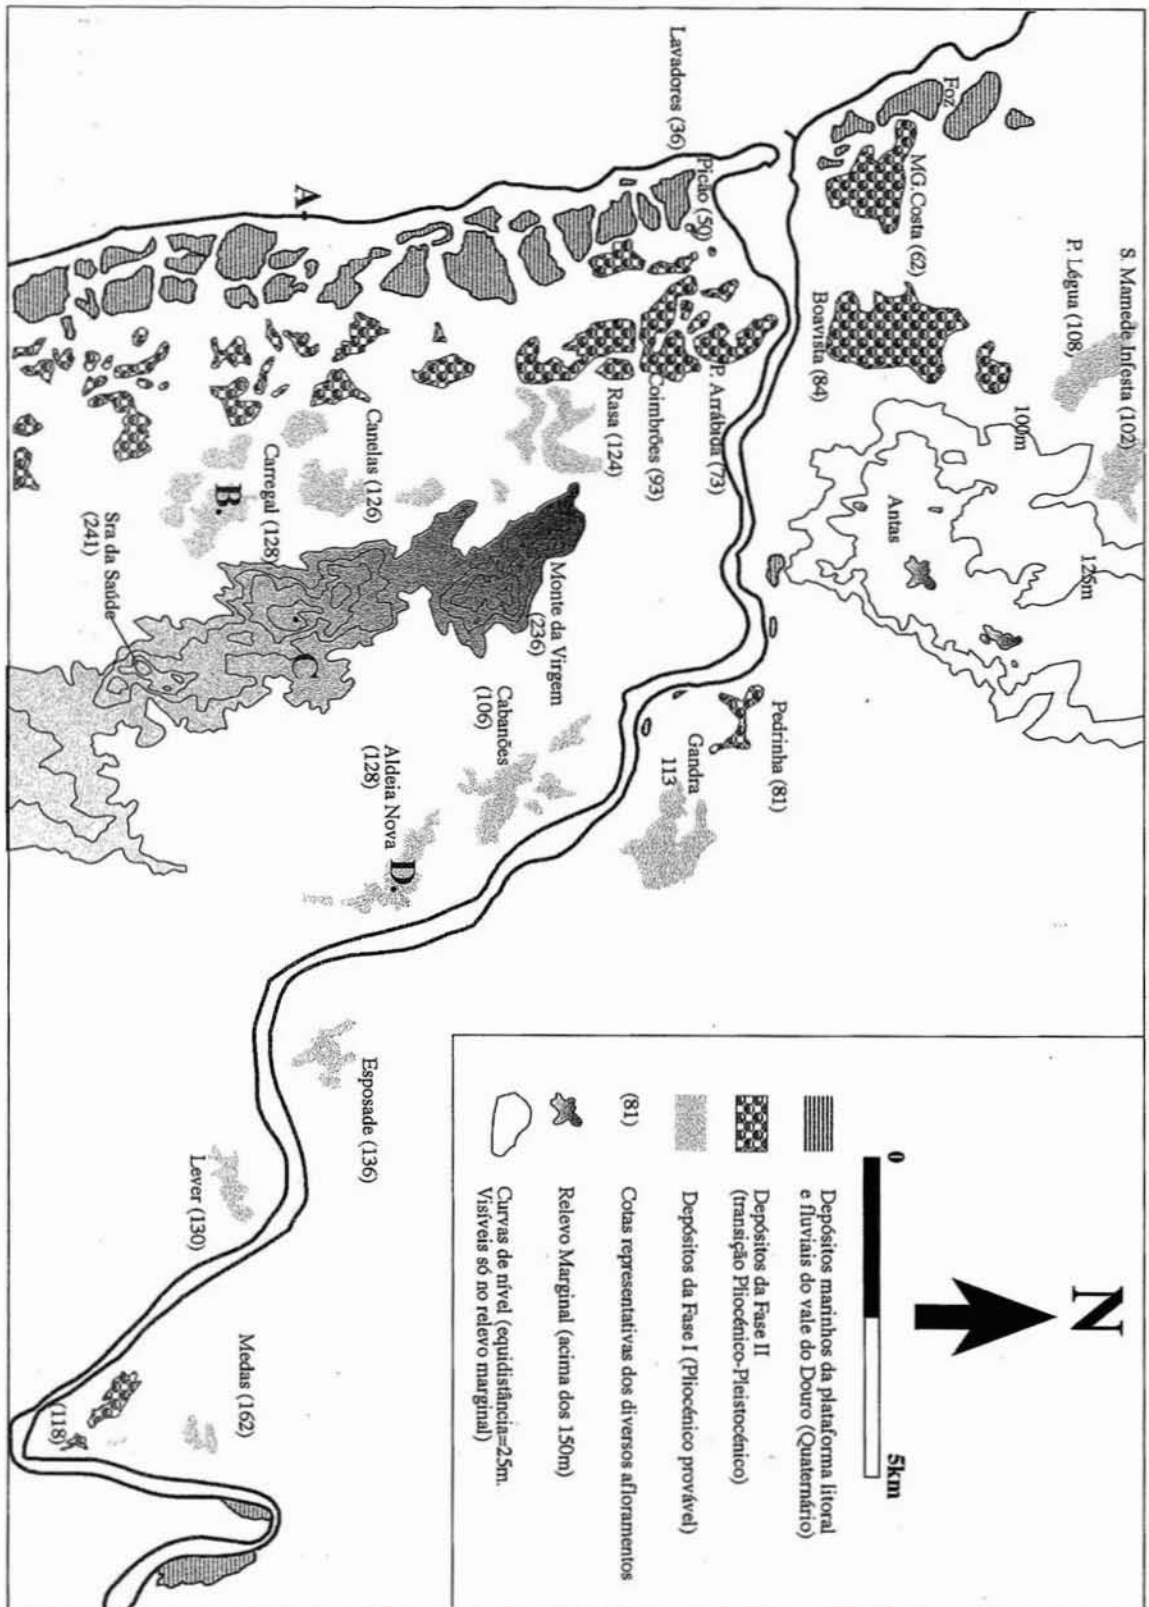 S. Mamede Infesta (102)
P. Légua (108)
Foz
MG.Costa (62)
Boavista (84)
100m
125m
Antas
Lavadores (36)
Picão (50)
P. Arrábida (73)
Coimbrões (93)
Rasa (124)
Canelas (126)
Carregal (128)
Sra da Saúde
(241)
Monte da Virgem
(236)
Cabanões
(106)
Aldeia Nova
(128)
Pedrinha (81)
Gandra
113
Esposade (136)
Lever (130)
Medas (162)
(118)
A
B.
C
D.
N
0
5km
Depósitos marinhos da plataforma litoral
e fluviais do vale do Douro (Quaternário)
Depósitos da Fase II
(transição Pliocénico-Pleistocénico)
Depósitos da Fase I (Pliocénico provável)
(81)
Cotas representativas dos diversos afloramentos
Relevo Marginal (acima dos 150m)
Curvas de nível (equidistância=25m.
Visíveis só no relevo marginal)